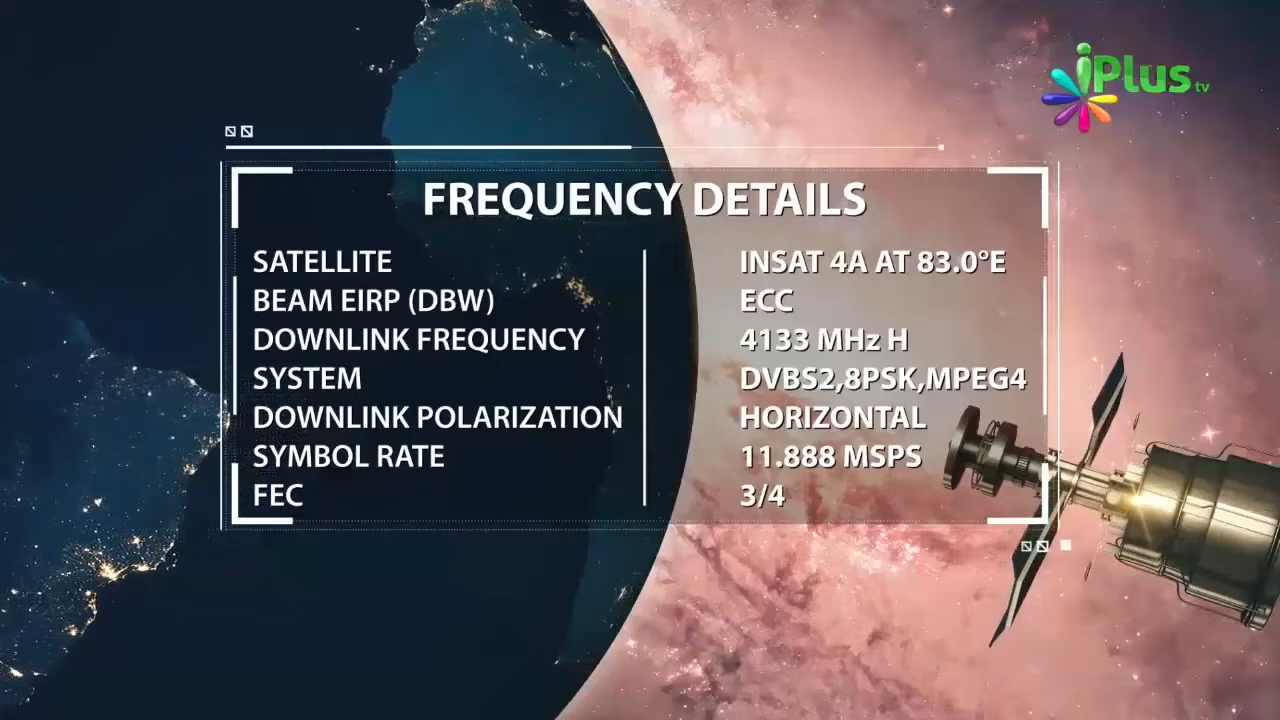 iPlus tv
FREQUENCY DETAILS
SATELLITE INSAT 4A AT 83.0°E
BEAM EIRP (DBW) ECC
DOWNLINK FREQUENCY 4133 MHz H
SYSTEM DVBS2,8PSK,MPEG4
DOWNLINK POLARIZATION HORIZONTAL
SYMBOL RATE 11.888 MSPS
FEC 3/4